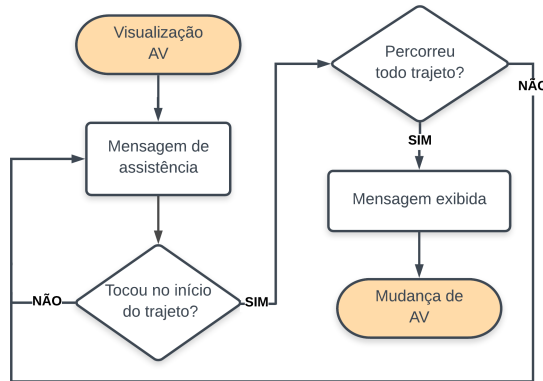 Visualização
AV
Mensagem de
assistência
Tocou no início
do trajeto?
NÃO
SIM
Percorreu
todo trajeto?
NÃO
SIM
Mensagem exibida
Mudança de
AV